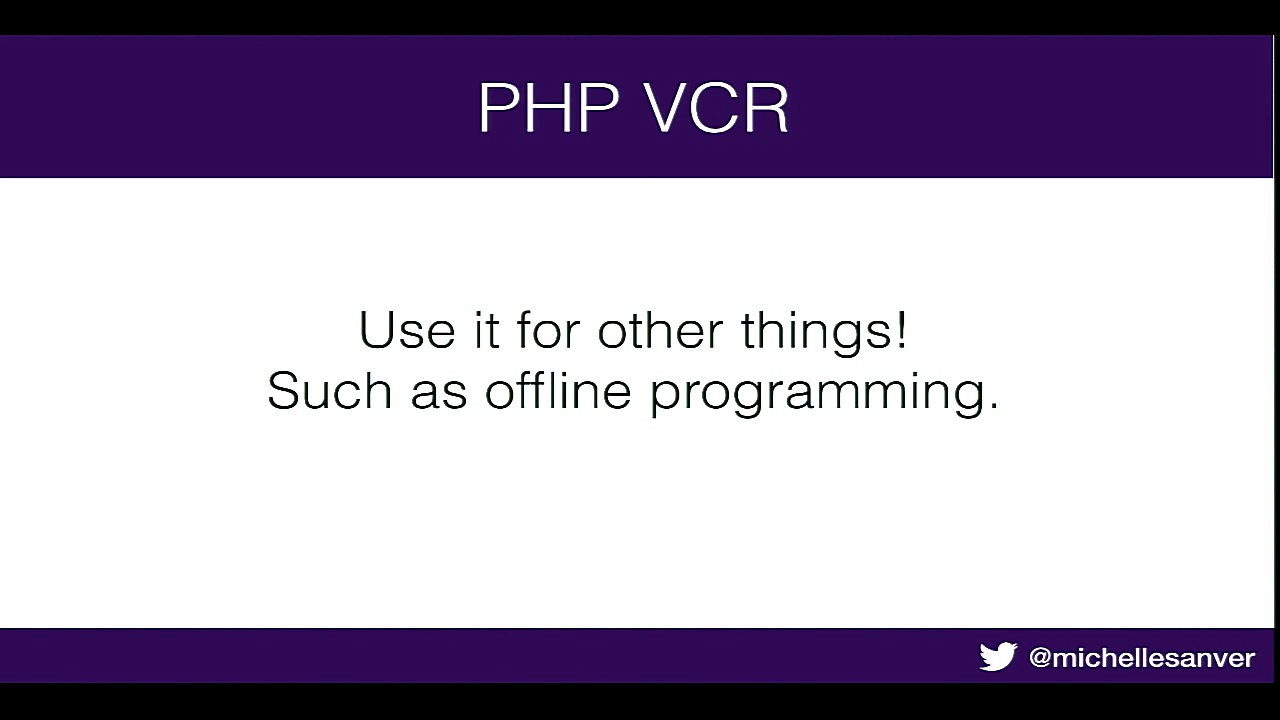 PHP VCR
Use it for other things!
Such as offline programming.
@michellesanver